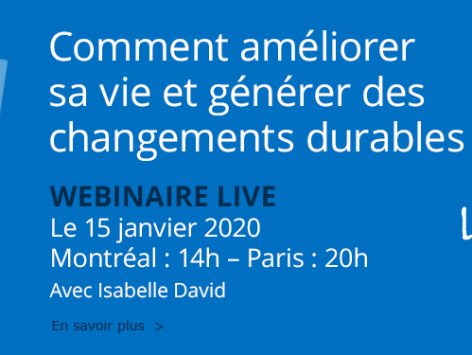 Comment améliorer
sa vie et générer des
changements durables
WEBINAIRE LIVE
Le 15 janvier 2020
Montréal : 14h – Paris : 20h
Avec Isabelle David
En savoir plus >